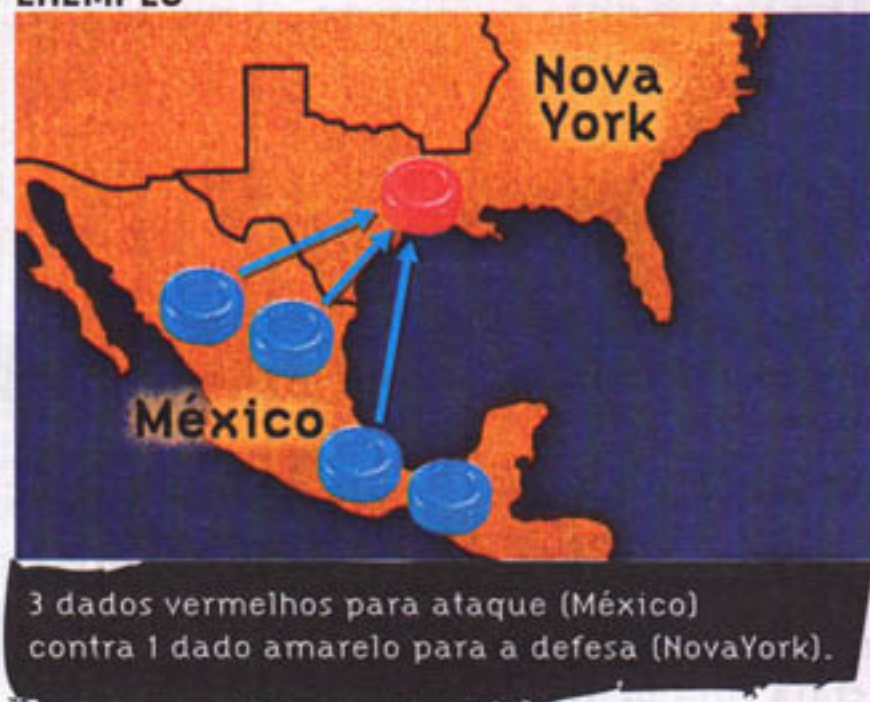 Nova
York
México
3 dados vermelhos para ataque (México)
contra 1 dado amarelo para a defesa (NovaYork).